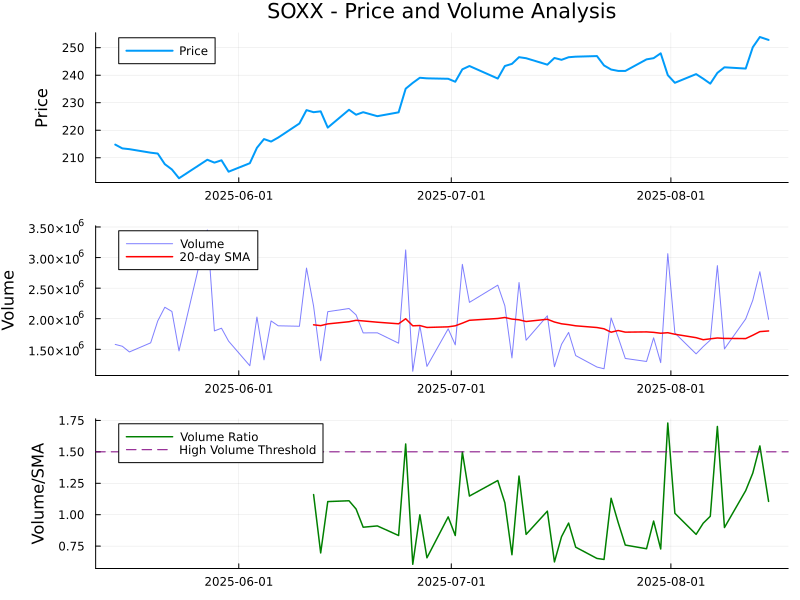 SOXX - Price and Volume Analysis
Price
250
240
230
220
210
Price
2025-06-01 2025-07-01 2025-08-01
3.50×10⁶
3.00×10⁶
2.50×10⁶
2.00×10⁶
1.50×10⁶
Volume
Volume
20-day SMA
2025-06-01 2025-07-01 2025-08-01
1.75
1.50
1.25
1.00
0.75
Volume/SMA
Volume Ratio
High Volume Threshold
2025-06-01 2025-07-01 2025-08-01